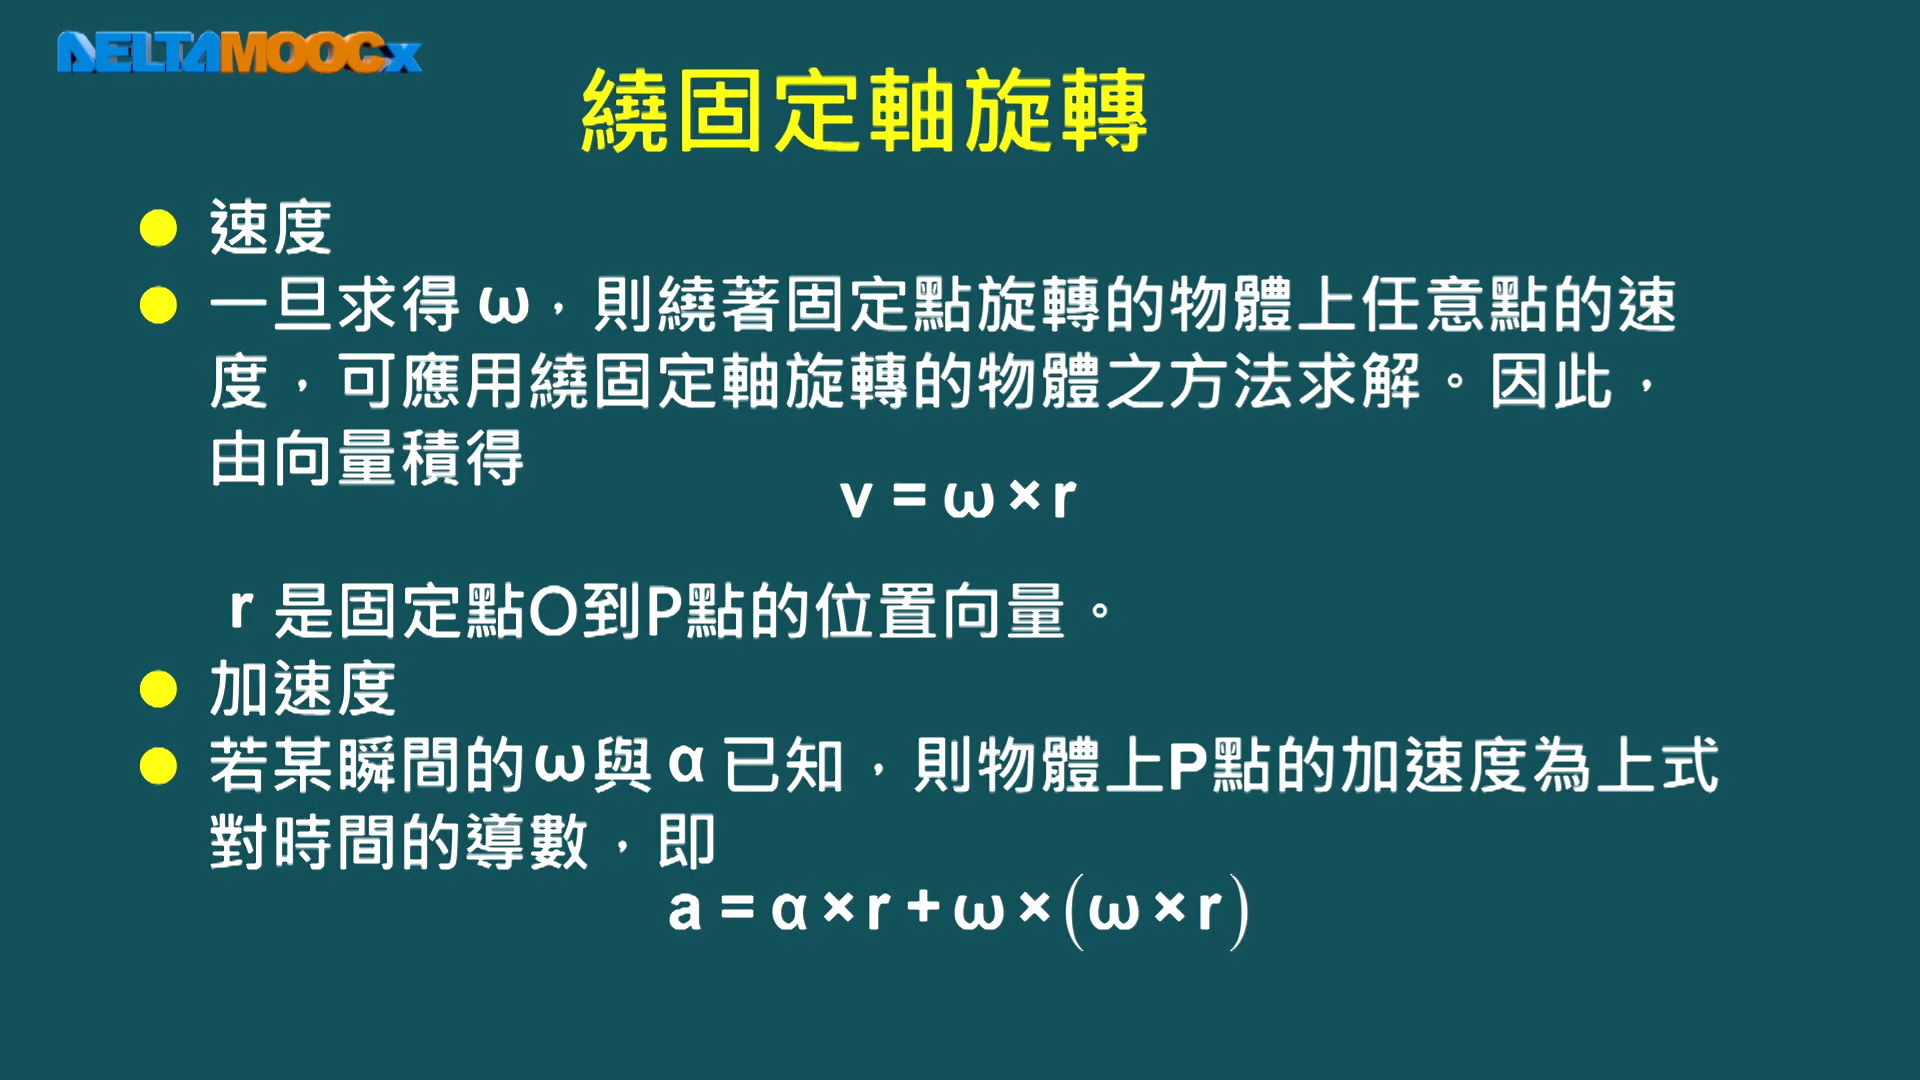 DELTAMOOCx
繞固定軸旋轉
速度
一旦求得 ω，則繞著固定點旋轉的物體上任意點的速
度，可應用繞固定軸旋轉的物體之方法求解。因此，
由向量積得
v = ω × r
r 是固定點O到P點的位置向量。
加速度
若某瞬間的ω與 α 已知，則物體上P點的加速度為上式
對時間的導數，即
a = α × r + ω × (ω × r)